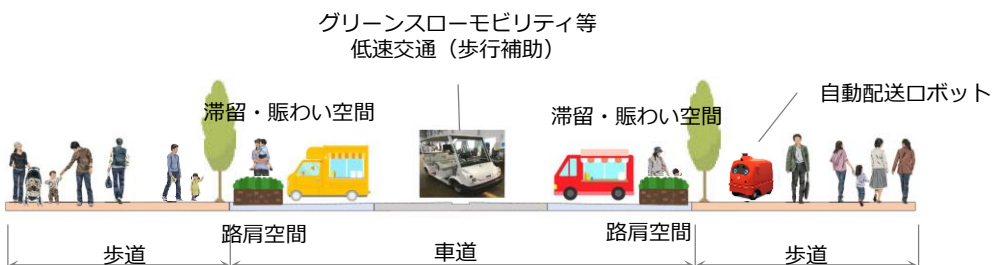 グリーンスローモビリティ等
低速交通（歩行補助）
自動配送ロボット
滞留・賑わい空間
滞留・賑わい空間
路肩空間
路肩空間
歩道
車道
歩道